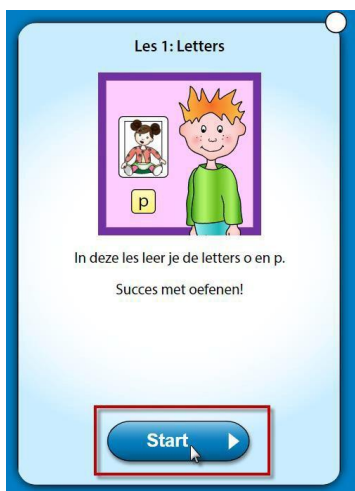 Les 1: Letters
p
In deze les leer je de letters o en p.
Succes met oefenen!
Start